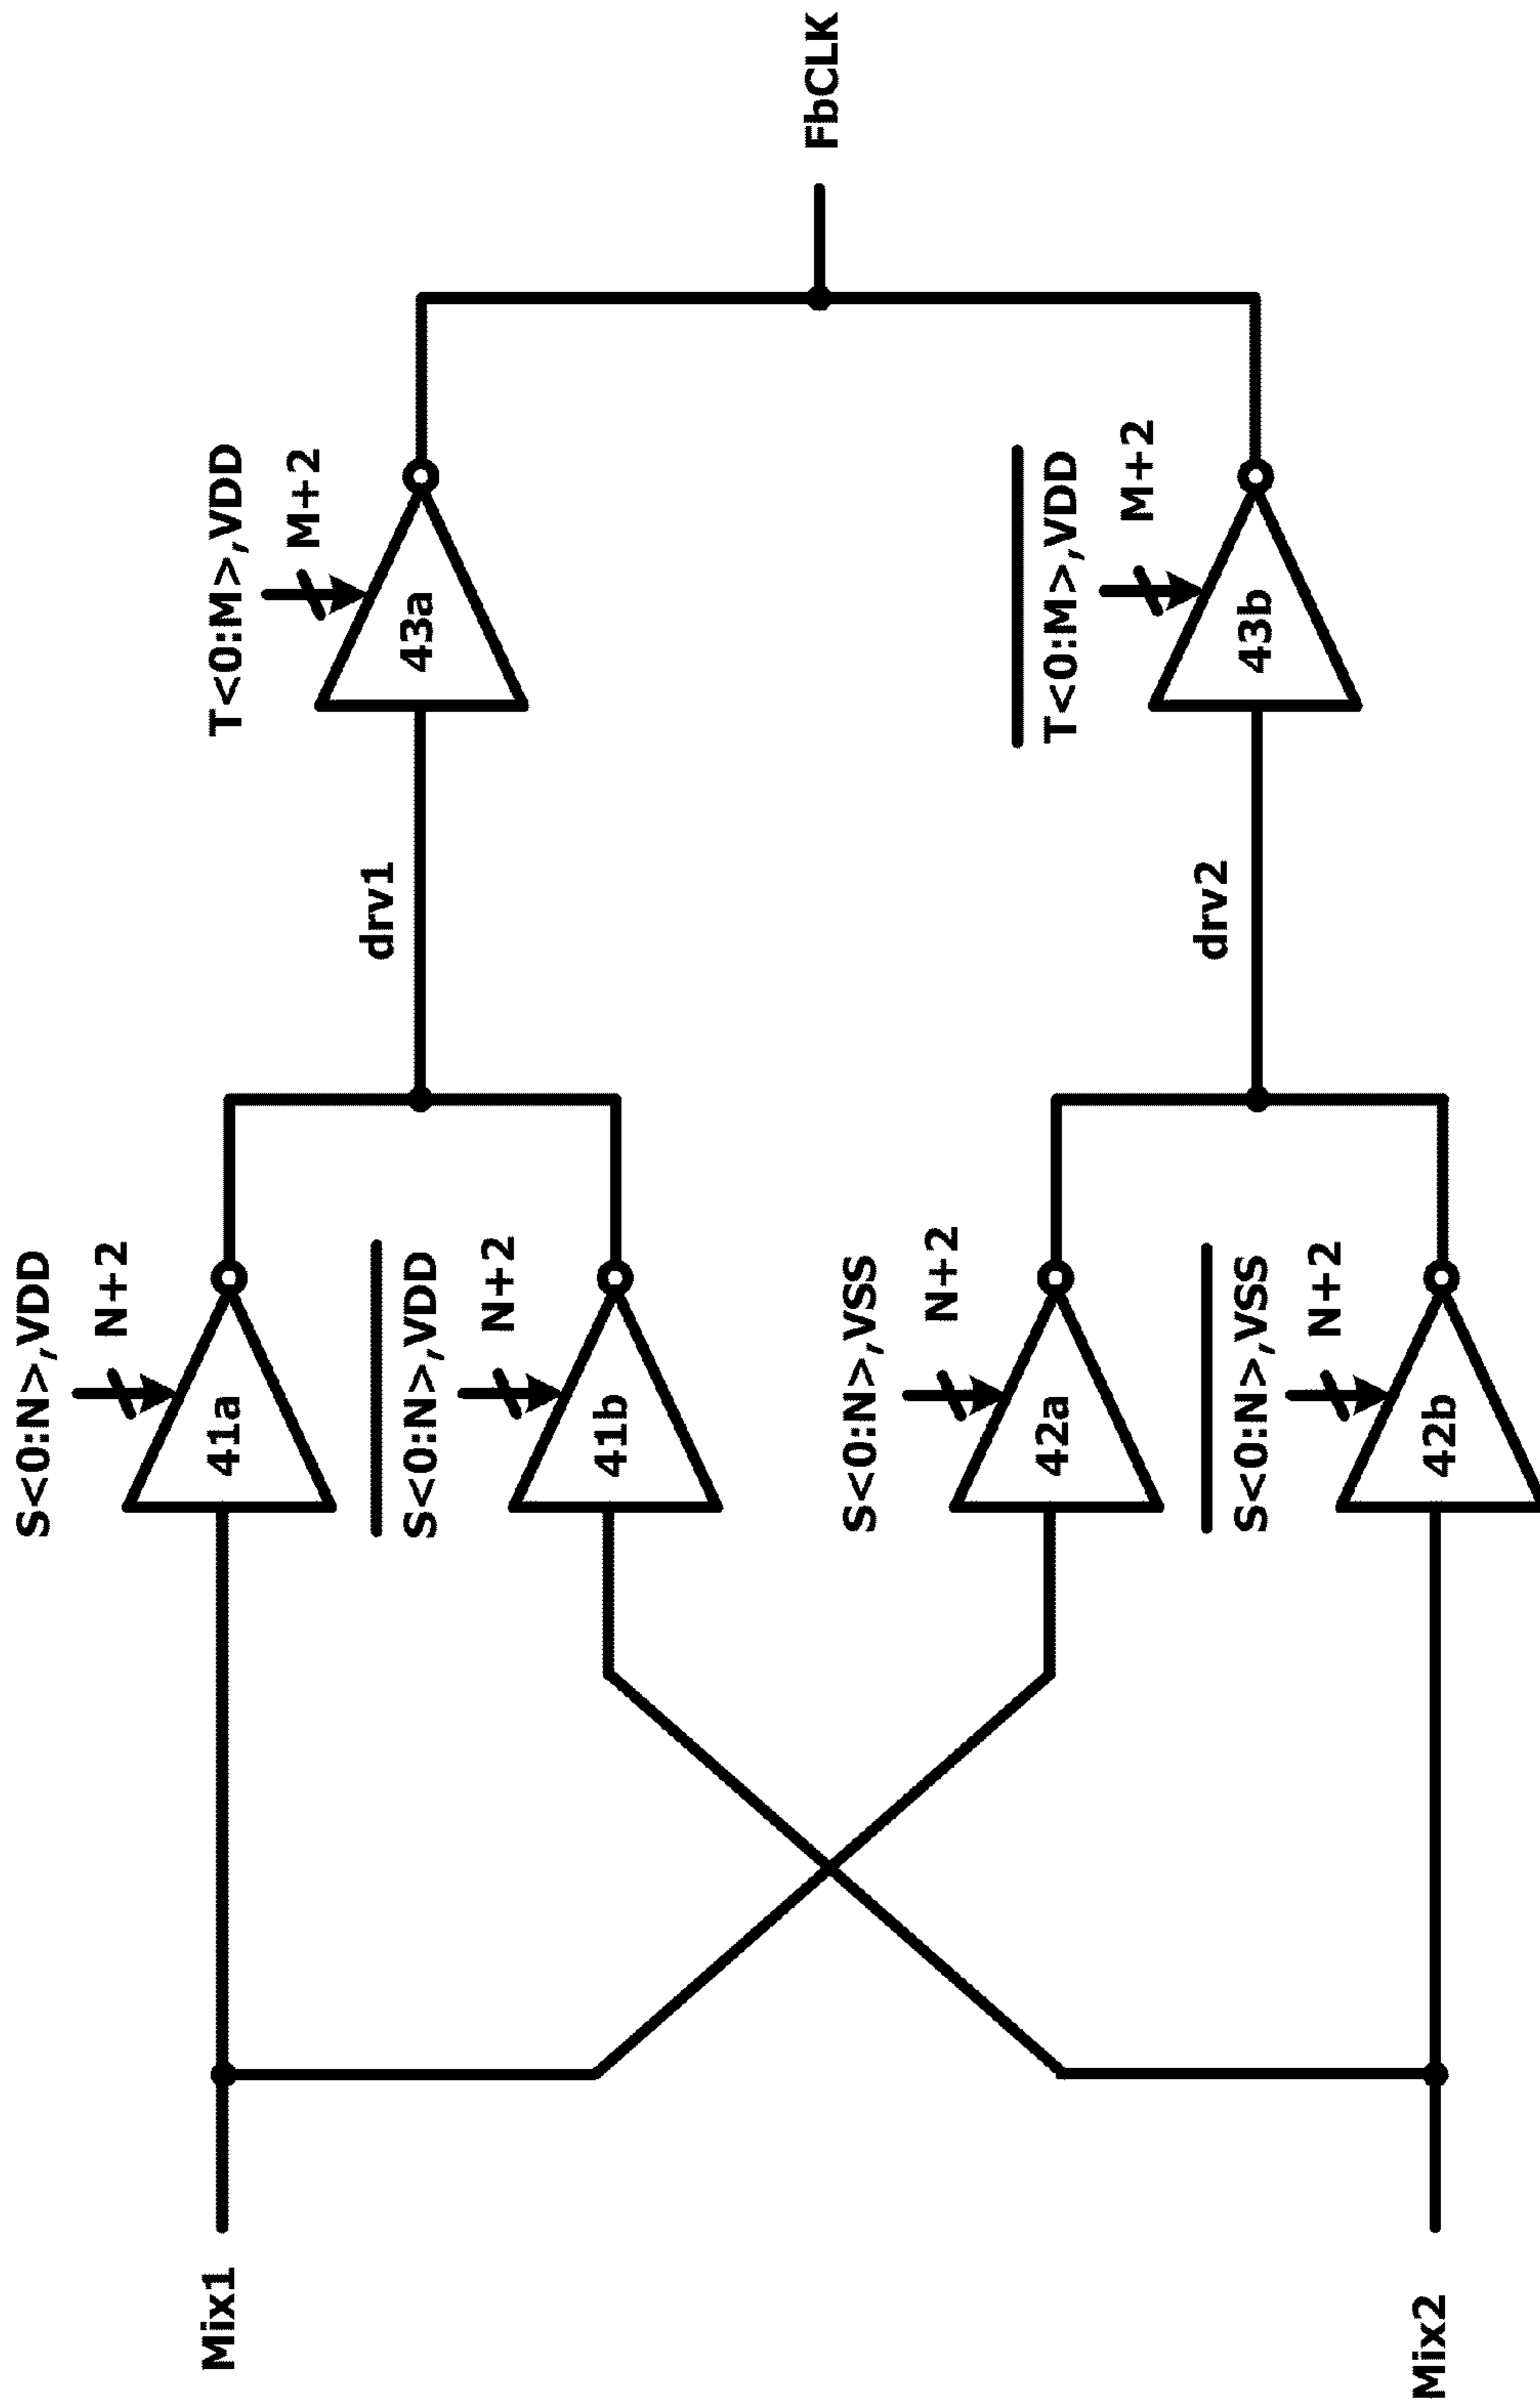 S<0:N>,VDD
N+2
41a
S<0:N>,VDD
N+2
41b
S<0:N>,VSS
N+2
42a
S<0:N>,VSS
N+2
42b
Mix1
Mix2
drv1
drv2
T<0:M>,VDD
M+2
43a
T<0:M>,VDD
M+2
43b
FbCLK